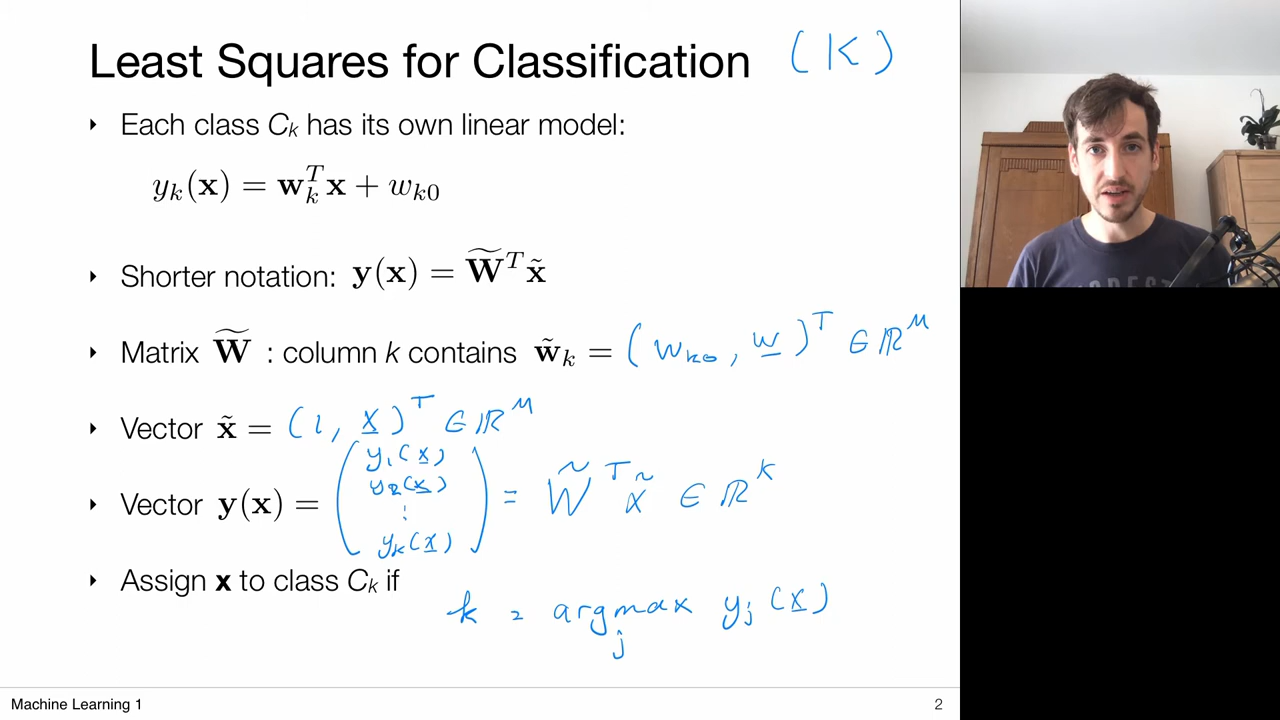 Least Squares for Classification (K)
‣ Each class Cₖ has its own linear model:
yₖ(x) = wₖᵀx + wₖ₀
‣ Shorter notation: y(x) = W̃ᵀx̃
‣ Matrix W̃ : column k contains w̃ₖ = (wₖ₀, w)ᵀ ∈ ℝᴹ
‣ Vector x̃ = (1, x)ᵀ ∈ ℝᴹ
y₁(x)
y₂(x)
‣ Vector y(x) = ⋮ = W̃ᵀx̃ ∈ ℝᴷ
yₖ(x)
‣ Assign x to class Cₖ if
k = argmax yⱼ(x)
j
Machine Learning 1 2